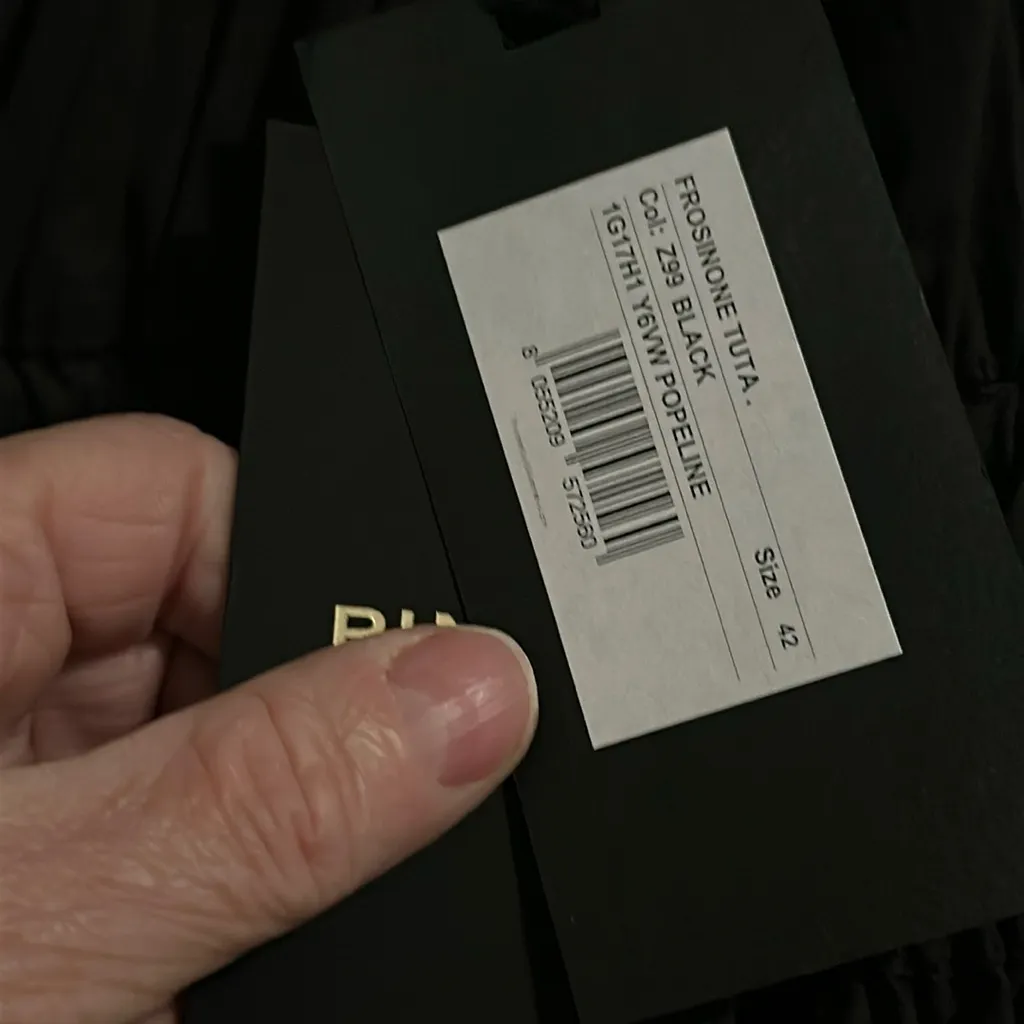 FROSINONE TUTA .
Col: Z99 BLACK Size 42
1G17H1 Y6VW POPELINE
8 055209 572560